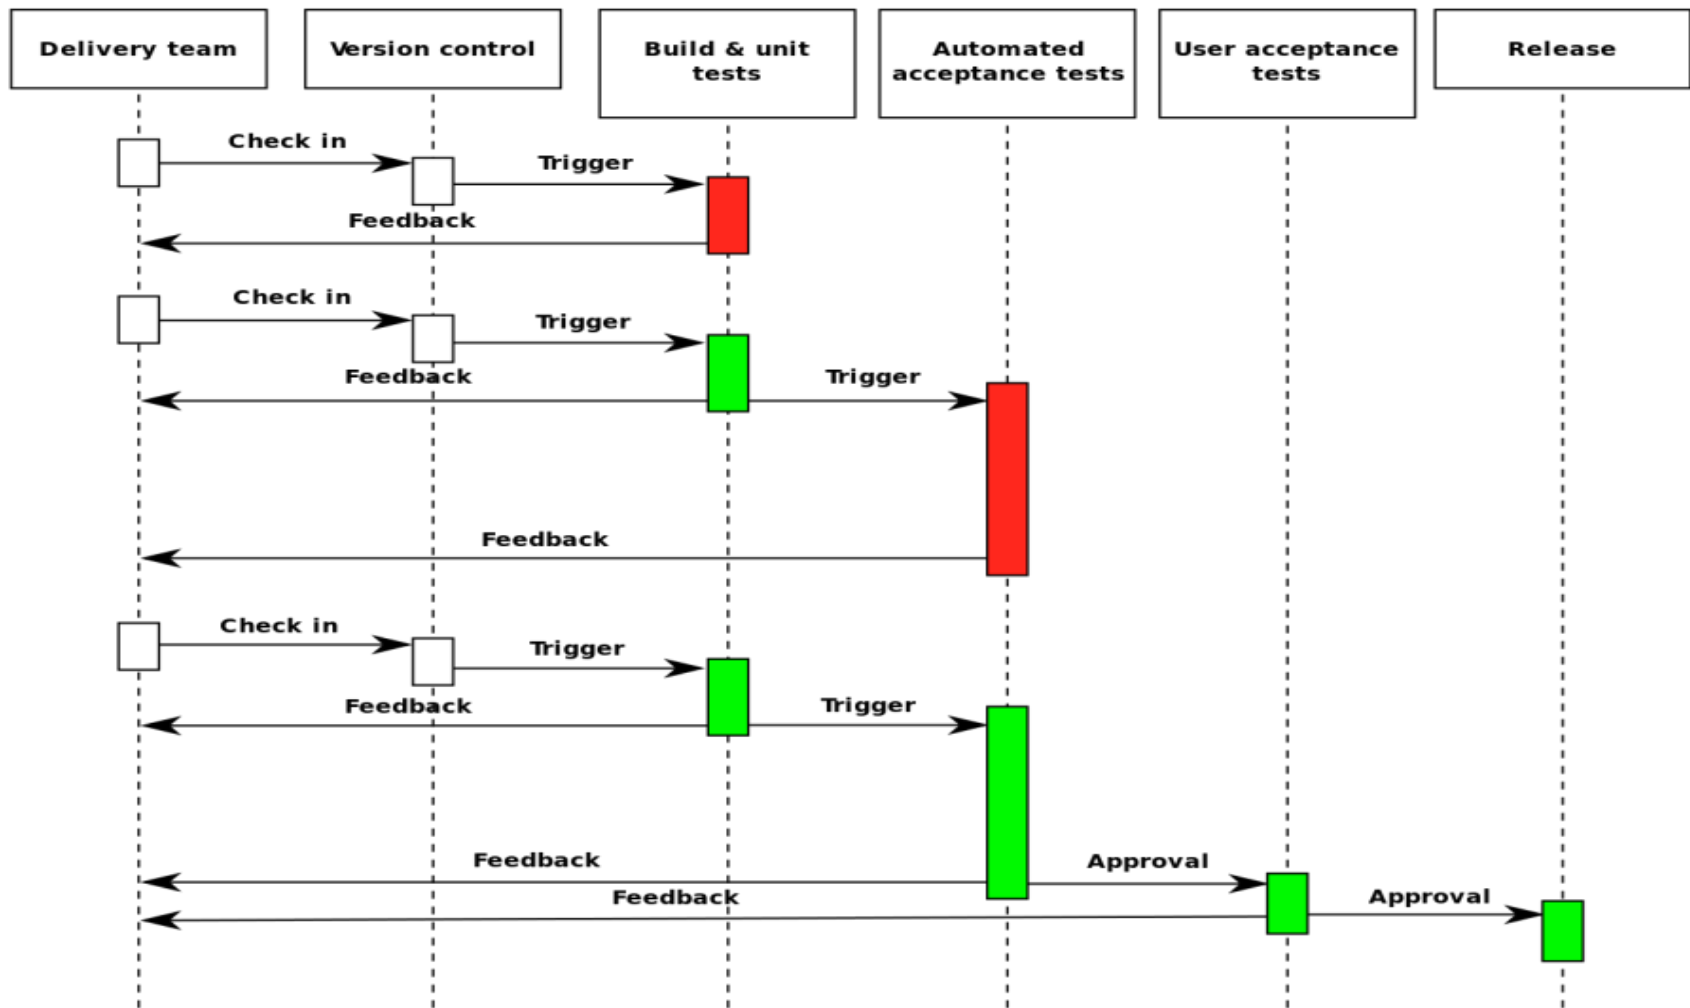 Delivery team
Version control
Build & unit
tests
Automated
acceptance tests
User acceptance
tests
Release
Check in
Trigger
Feedback
Check in
Trigger
Feedback
Trigger
Feedback
Check in
Trigger
Feedback
Trigger
Feedback
Approval
Feedback
Approval